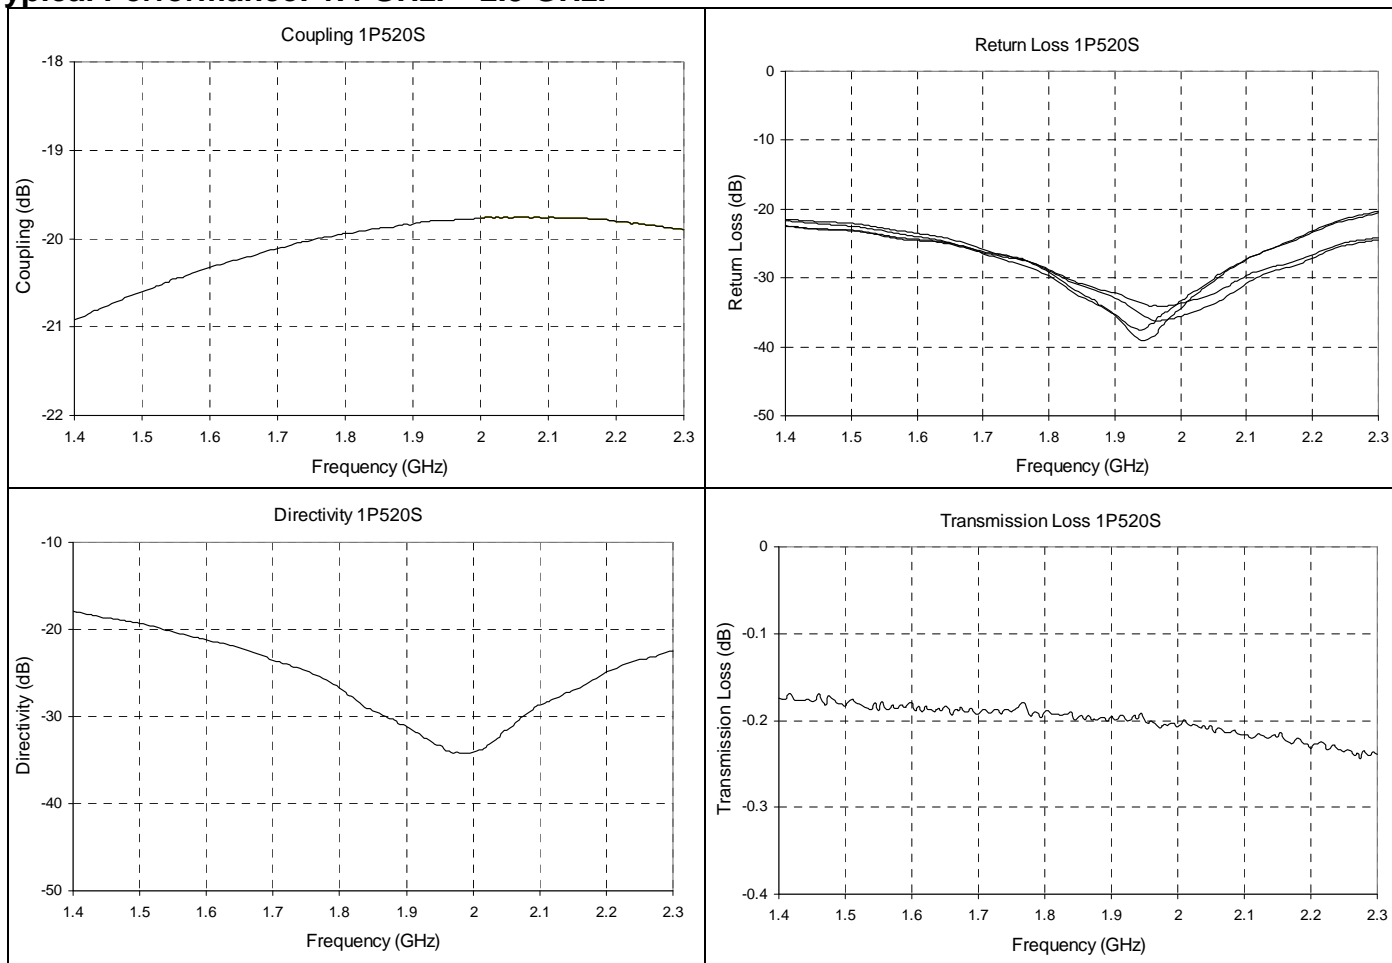 Coupling 1P520S
-18
-19
-20
-21
-22
Coupling (dB)
1.4 1.5 1.6 1.7 1.8 1.9 2 2.1 2.2 2.3
Frequency (GHz)
Return Loss 1P520S
0
-10
-20
-30
-40
-50
Return Loss (dB)
1.4 1.5 1.6 1.7 1.8 1.9 2 2.1 2.2 2.3
Frequency (GHz)
Directivity 1P520S
-10
-20
-30
-40
-50
Directivity (dB)
1.4 1.5 1.6 1.7 1.8 1.9 2 2.1 2.2 2.3
Frequency (GHz)
Transmission Loss 1P520S
0
-0.1
-0.2
-0.3
-0.4
Transmission Loss (dB)
1.4 1.5 1.6 1.7 1.8 1.9 2 2.1 2.2 2.3
Frequency (GHz)